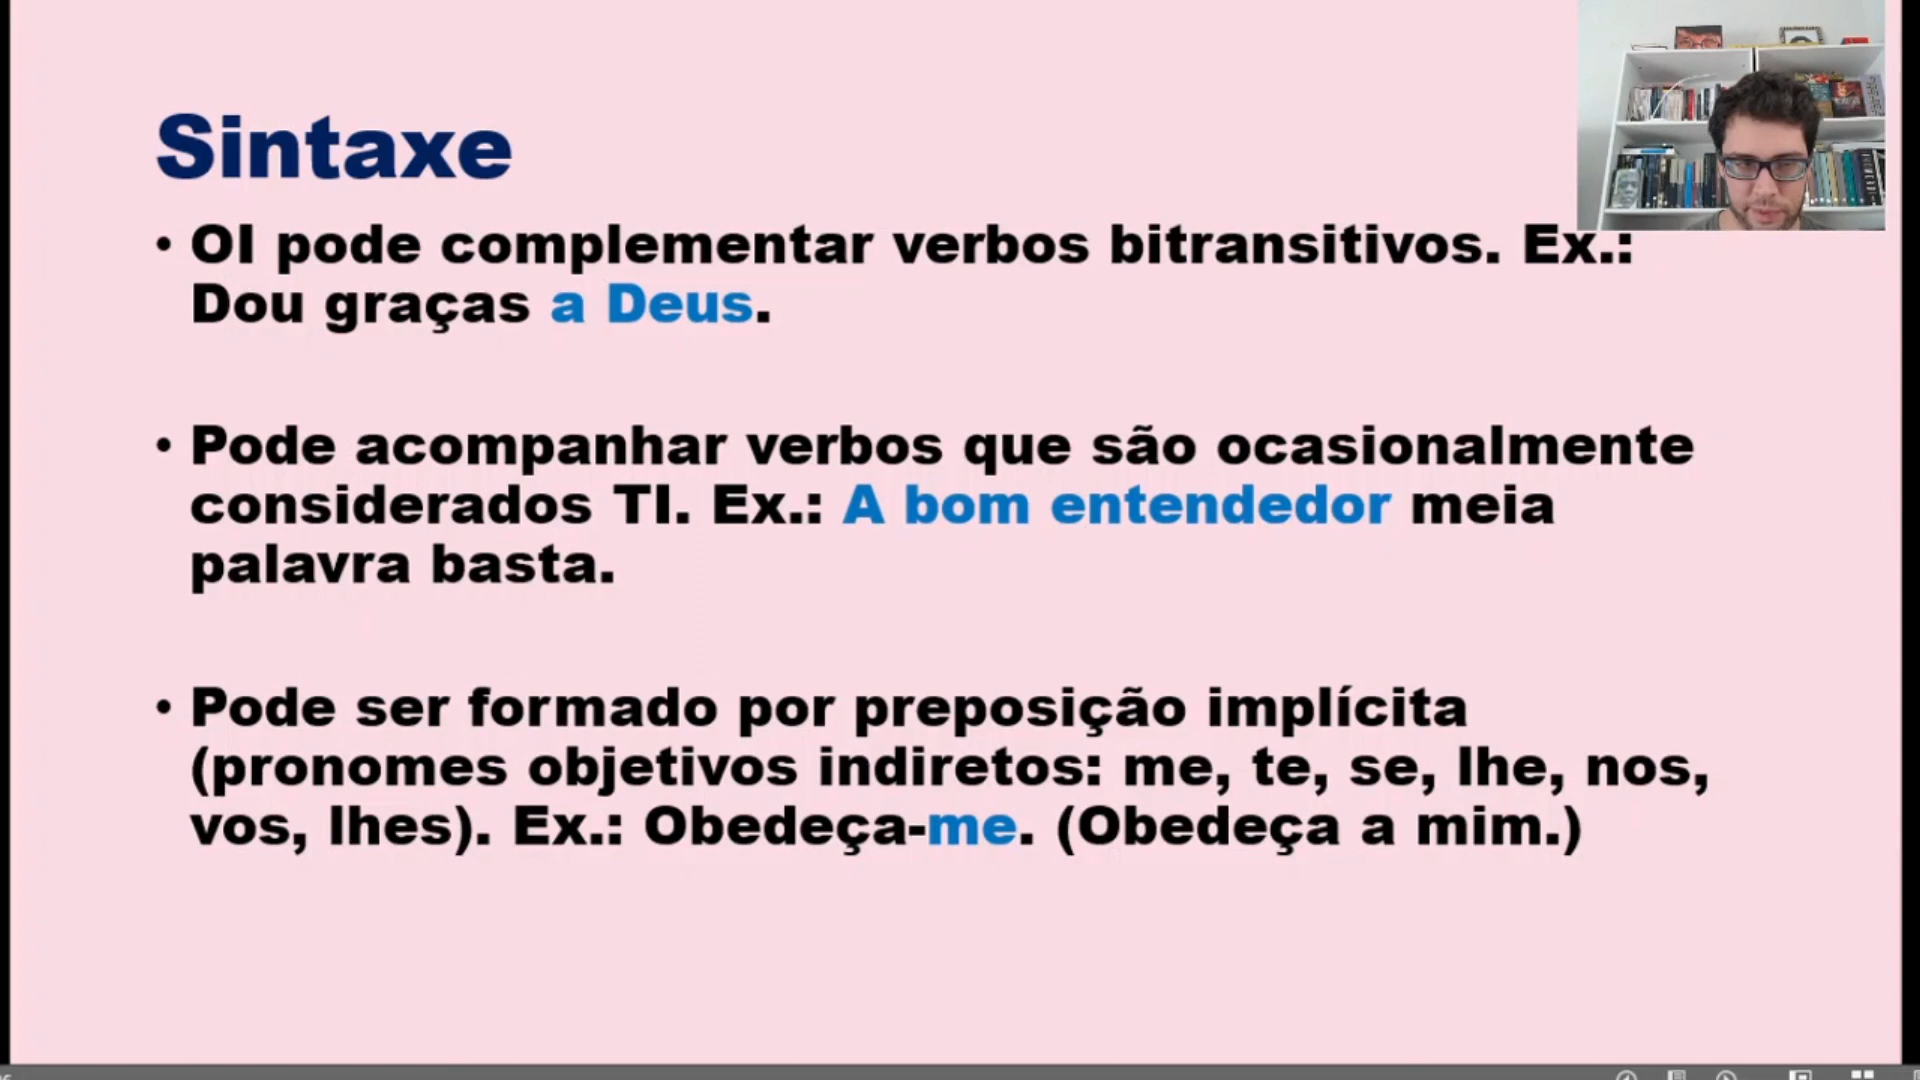 Sintaxe
• OI pode complementar verbos bitransitivos. Ex.:
Dou graças a Deus.
• Pode acompanhar verbos que são ocasionalmente
considerados TI. Ex.: A bom entendedor meia
palavra basta.
• Pode ser formado por preposição implícita
(pronomes objetivos indiretos: me, te, se, lhe, nos,
vos, lhes). Ex.: Obedeça-me. (Obedeça a mim.)